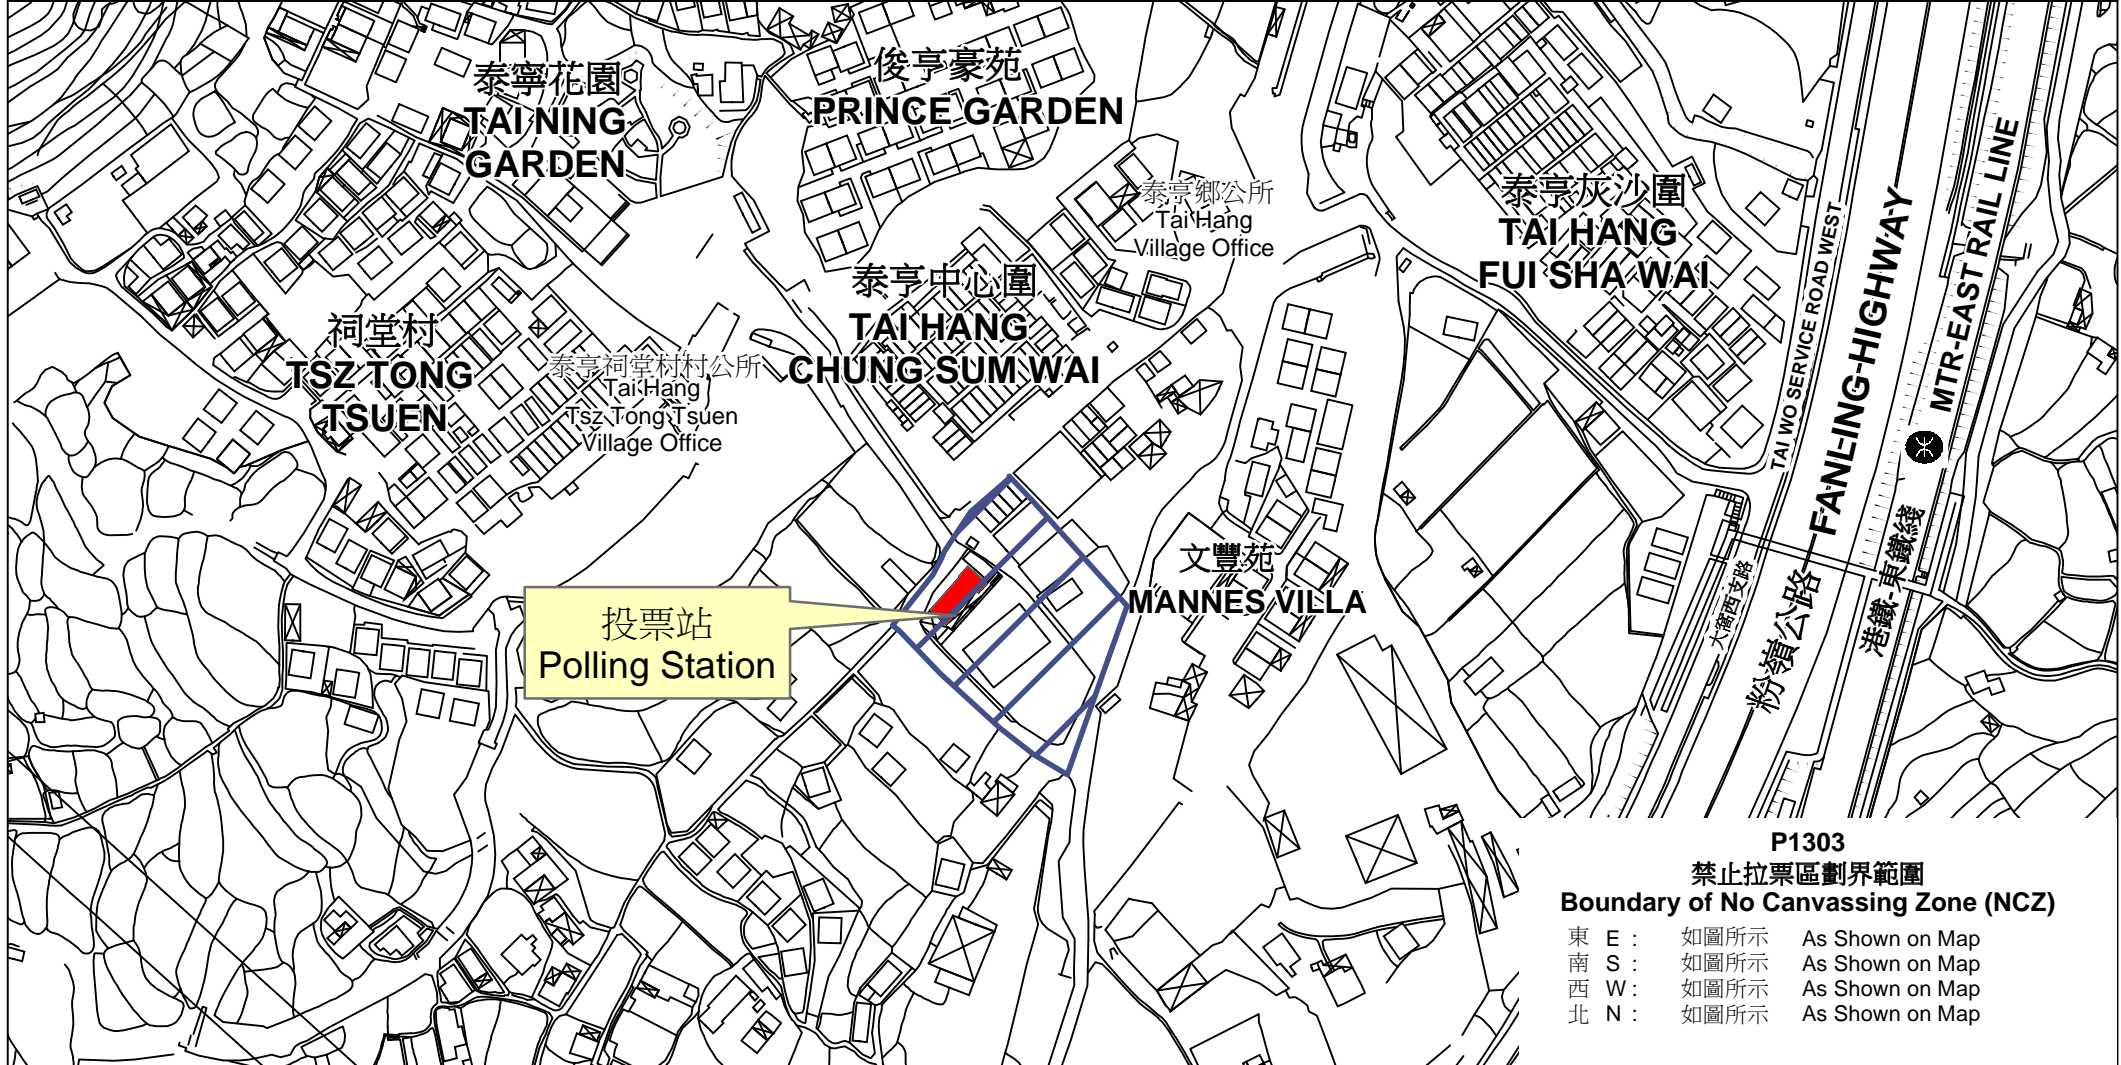 泰寧花園
TAI NING
GARDEN
俊亨豪苑
PRINCE GARDEN
泰亨鄉公所
Tai Hang
Village Office
泰亨灰沙圍
TAI HANG
FUI SHA WAI
泰亨中心圍
TAI HANG
CHUNG SUM WAI
祠堂村
TSZ TONG
TSUEN
泰亨祠堂村村公所
Tai Hang
Tsz Tong Tsuen
Village Office
TAI WO SERVICE ROAD WEST
FANLING HIGHWAY
MTR-EAST RAIL LINE
文豐苑
MANNES VILLA
大窩西支路
粉嶺公路
港鐵-東鐵綫
投票站
Polling Station
P1303
禁止拉票區劃界範圍
Boundary of No Canvassing Zone (NCZ)
東 E : 如圖所示 As Shown on Map
南 S : 如圖所示 As Shown on Map
西 W : 如圖所示 As Shown on Map
北 N : 如圖所示 As Shown on Map